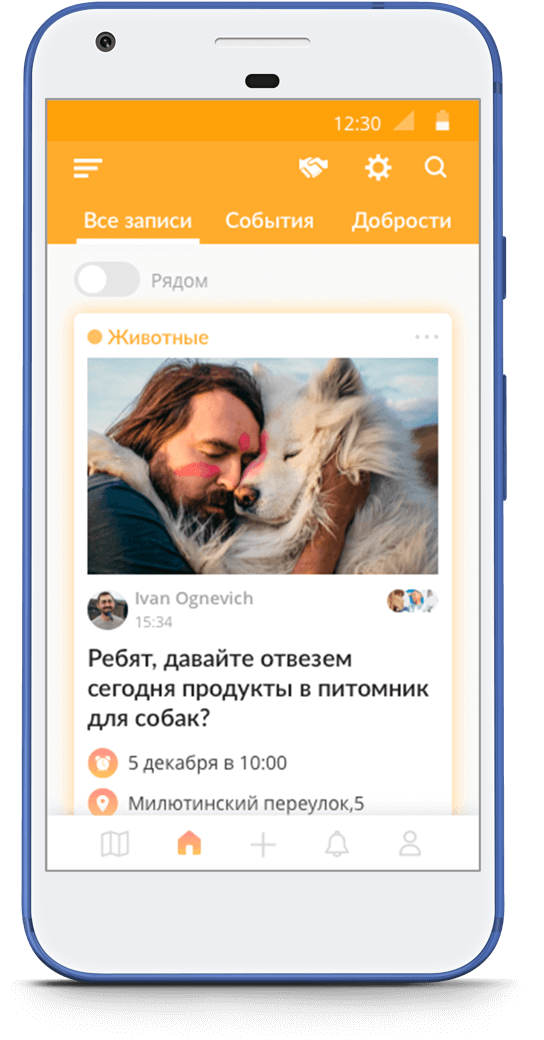 12:30
Все записи События Добрости
Рядом
Животные
Ivan Ognevich
15:34
Ребят, давайте отвезем
сегодня продукты в питомник
для собак?
5 декабря в 10:00
Милютинский переулок,5